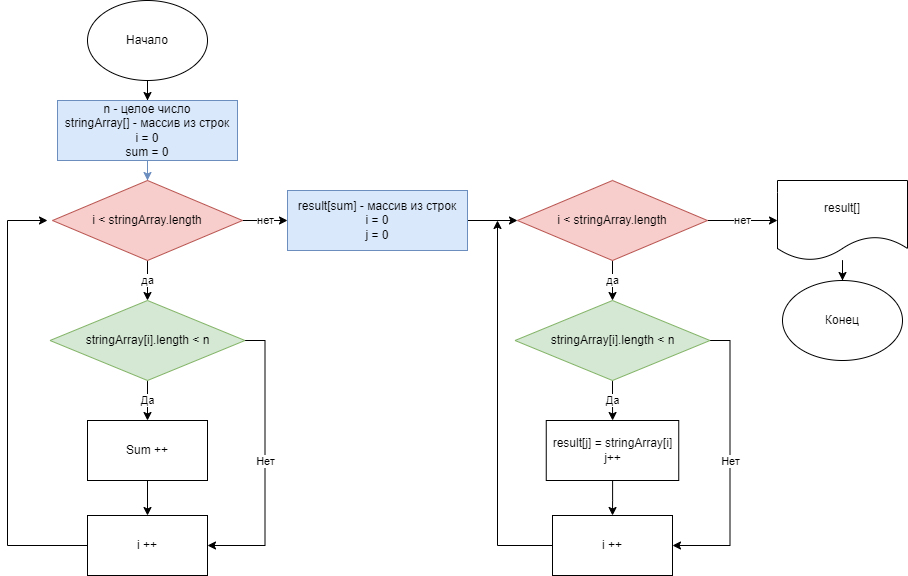 Начало
n - целое число
stringArray[] - массив из строк
i = 0
sum = 0
i < stringArray.length
нет
да
stringArray[i].length < n
Да
Нет
Sum ++
i ++
result[sum] - массив из строк
i = 0
j = 0
i < stringArray.length
нет
да
stringArray[i].length < n
Да
Нет
result[j] = stringArray[i]
j++
i ++
result[]
Конец